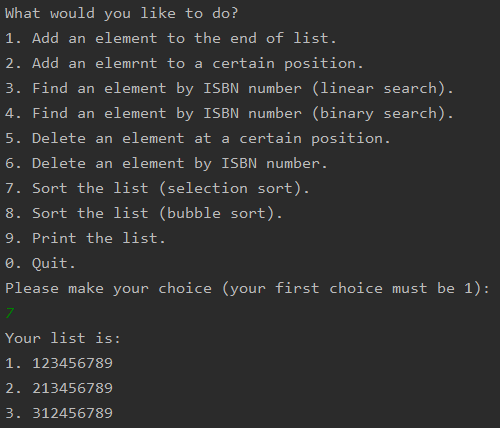 What would you like to do?
1. Add an element to the end of list.
2. Add an elemrnt to a certain position.
3. Find an element by ISBN number (linear search).
4. Find an element by ISBN number (binary search).
5. Delete an element at a certain position.
6. Delete an element by ISBN number.
7. Sort the list (selection sort).
8. Sort the list (bubble sort).
9. Print the list.
0. Quit.
Please make your choice (your first choice must be 1):
7
Your list is:
1. 123456789
2. 213456789
3. 312456789